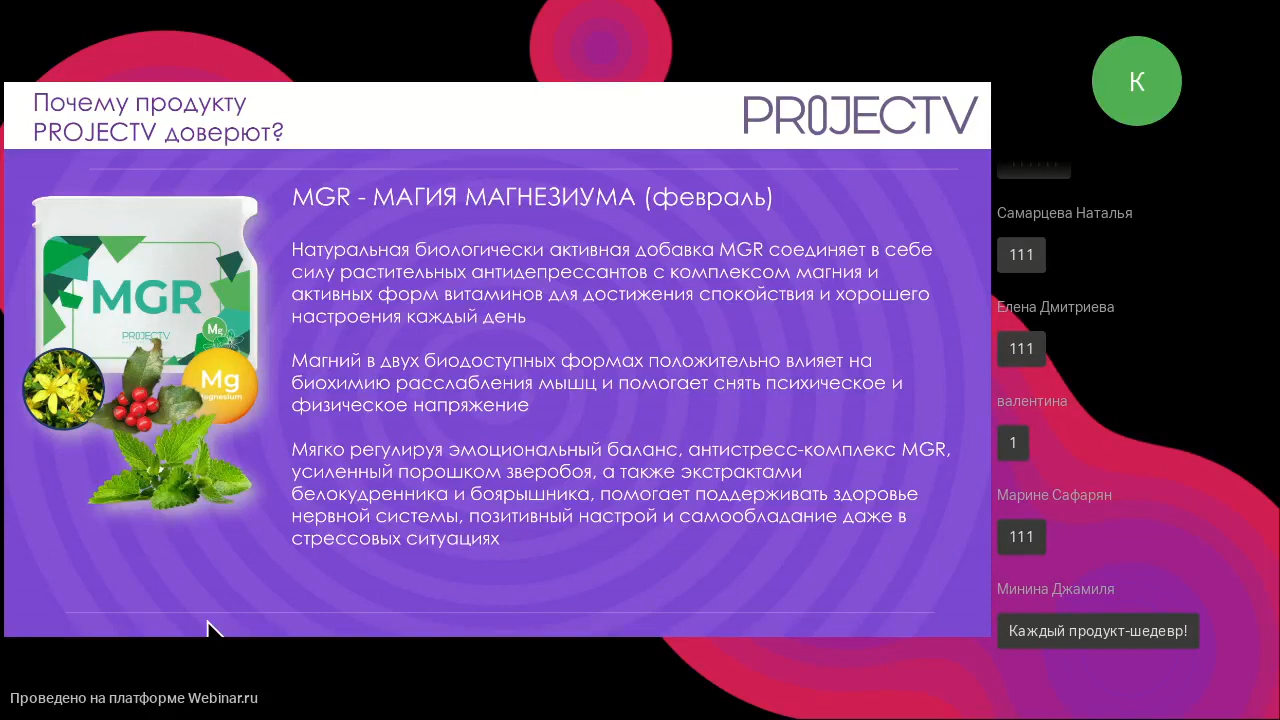 Почему продукту
PROJECTV доверют?
PROJECTV
MGR - МАГИЯ МАГНЕЗИУМА (февраль)
Натуральная биологически активная добавка MGR соединяет в себе
силу растительных антидепрессантов с комплексом магния и
активных форм витаминов для достижения спокойствия и хорошего
настроения каждый день
Магний в двух биодоступных формах положительно влияет на
биохимию расслабления мышц и помогает снять психическое и
физическое напряжение
Мягко регулируя эмоциональный баланс, антистресс-комплекс MGR,
усиленный порошком зверобоя, а также экстрактами
белокудренника и боярышника, помогает поддерживать здоровье
нервной системы, позитивный настрой и самообладание даже в
стрессовых ситуациях
MGR
PROJECTV
Mg
Mg
agnesium
К
Самарцева Наталья
111
Елена Дмитриева
111
валентина
1
Марине Сафарян
111
Минина Джамиля
Каждый продукт-шедевр!
Проведено на платформе Webinar.ru